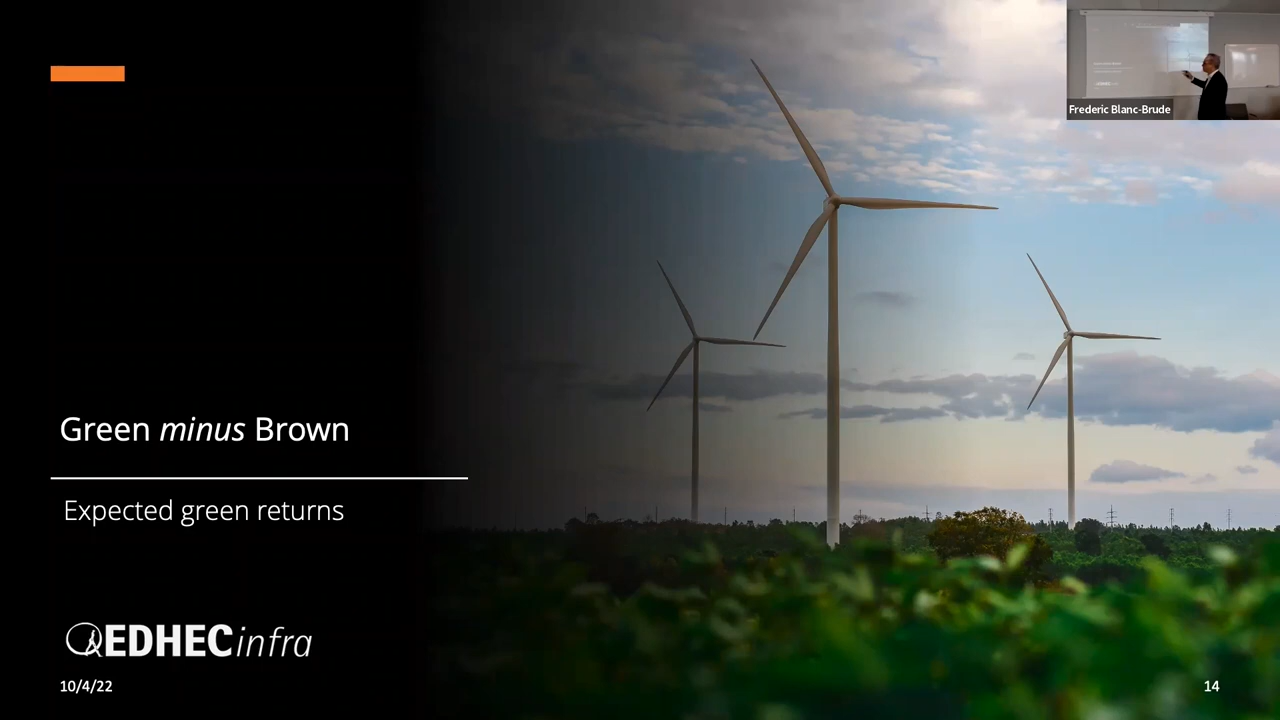 Frederic Blanc-Brude
Green minus Brown
Expected green returns
EDHECinfra
10/4/22
14